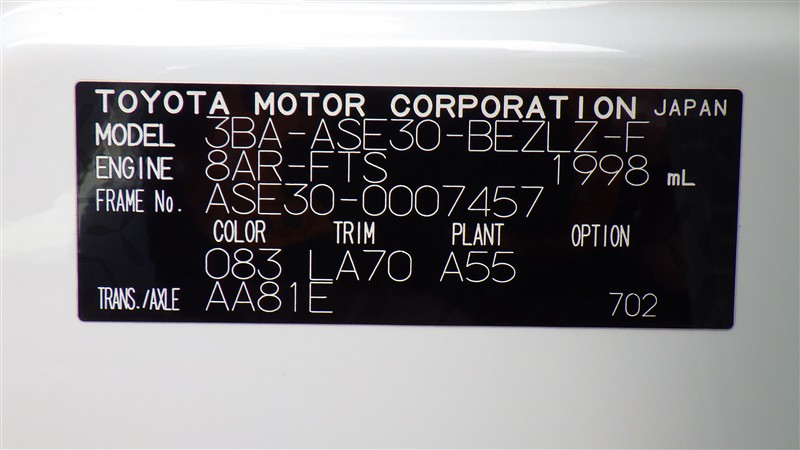 TOYOTA MOTOR CORPORATION JAPAN
MODEL 3BA-ASE30-BEZLZ-F
ENGINE 8AR-FTS 1998 mL
FRAME No. ASE30-0007457
COLOR TRIM PLANT OPTION
083 LA70 A55
TRANS./AXLE AA81E 702